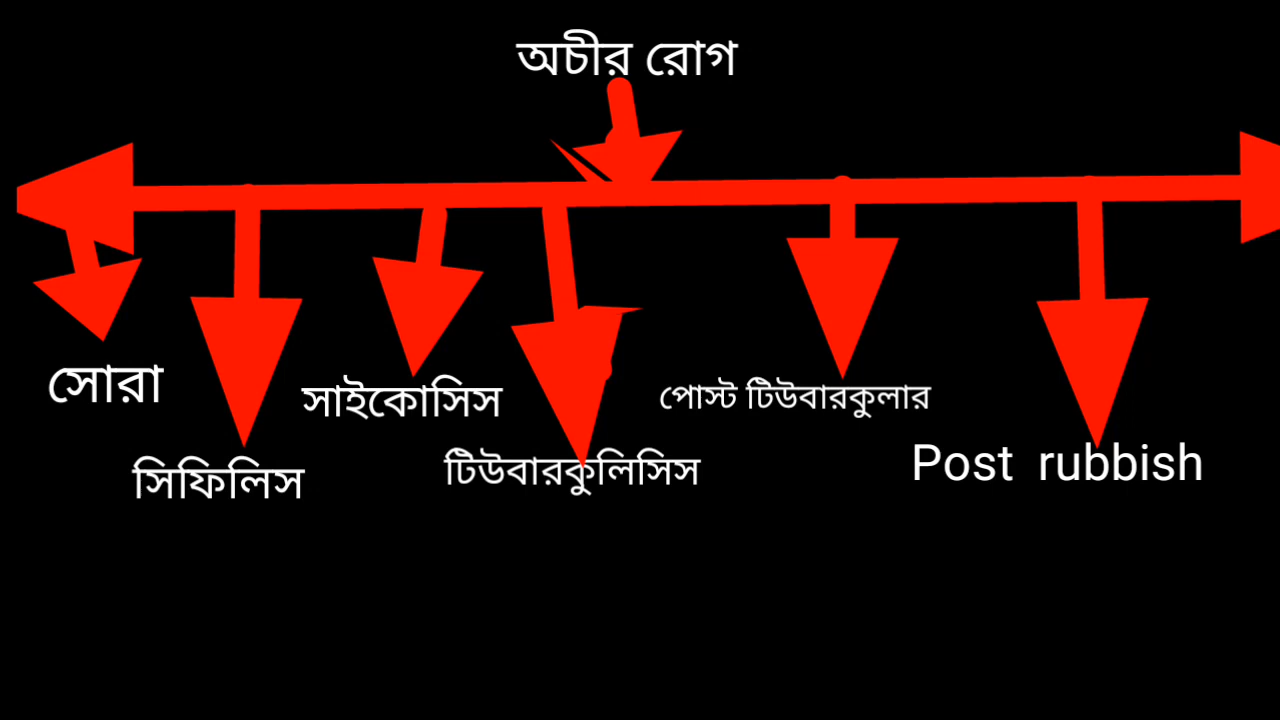 অচীর রোগ
সোরা
সিফিলিস
সাইকোসিস
টিউবারকুলিসিস
পোস্ট টিউবারকুলার
Post rubbish